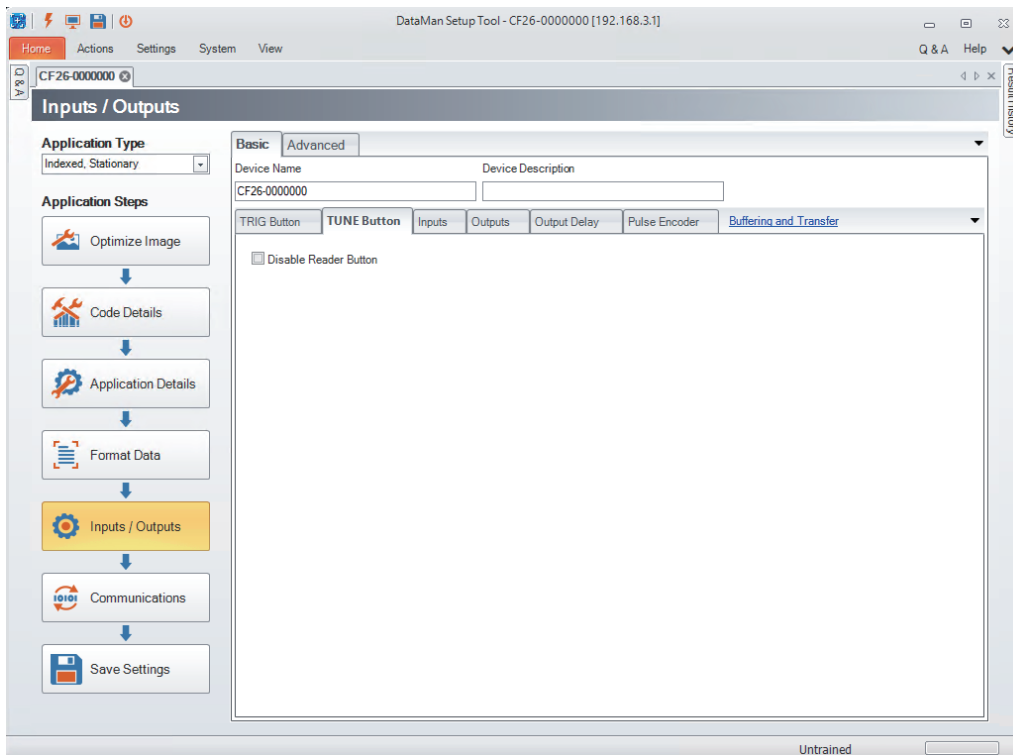 DataMan Setup Tool - CF26-0000000 [192.168.3.1]
Home Actions Settings System View Q & A Help
Q & A
CF26-0000000
Result History
Inputs / Outputs
Application Type
Indexed, Stationary
Application Steps
Optimize Image
Code Details
Application Details
Format Data
Inputs / Outputs
10101
Communications
Save Settings
Basic Advanced
Device Name Device Description
CF26-0000000
TRIG Button TUNE Button Inputs Outputs Output Delay Pulse Encoder Buffering and Transfer
Disable Reader Button
Untrained